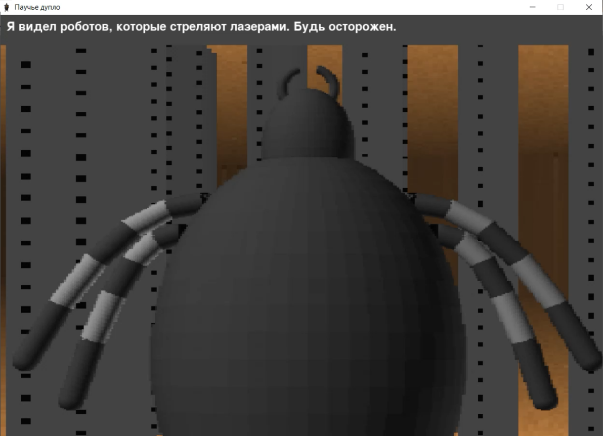 Паучье дупло
Я видел роботов, которые стреляют лазерами. Будь осторожен.